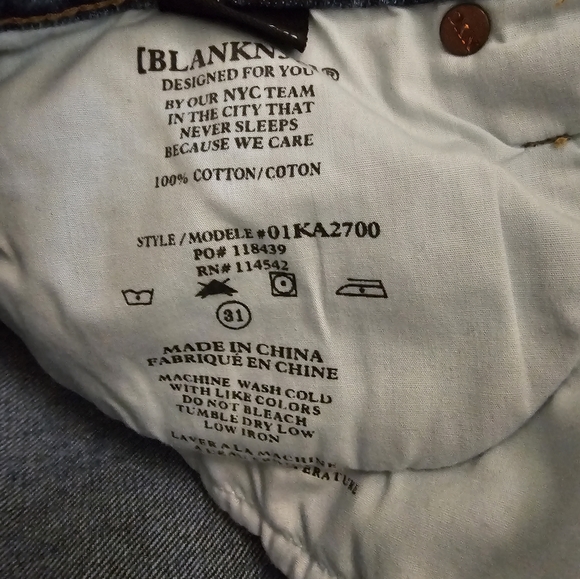 [BLANKN
DESIGNED FOR YOU®
BY OUR NYC TEAM
IN THE CITY THAT
NEVER SLEEPS
BECAUSE WE CARE
100% COTTON/COTON
STYLE/MODELE #01KA2700
PO# 118439
RN# 114542
31
MADE IN CHINA
FABRIQUÉ EN CHINE
MACHINE WASH COLD
WITH LIKE COLORS
DO NOT BLEACH
TUMBLE DRY LOW
LOW IRON
LAVER A LA MACHINE